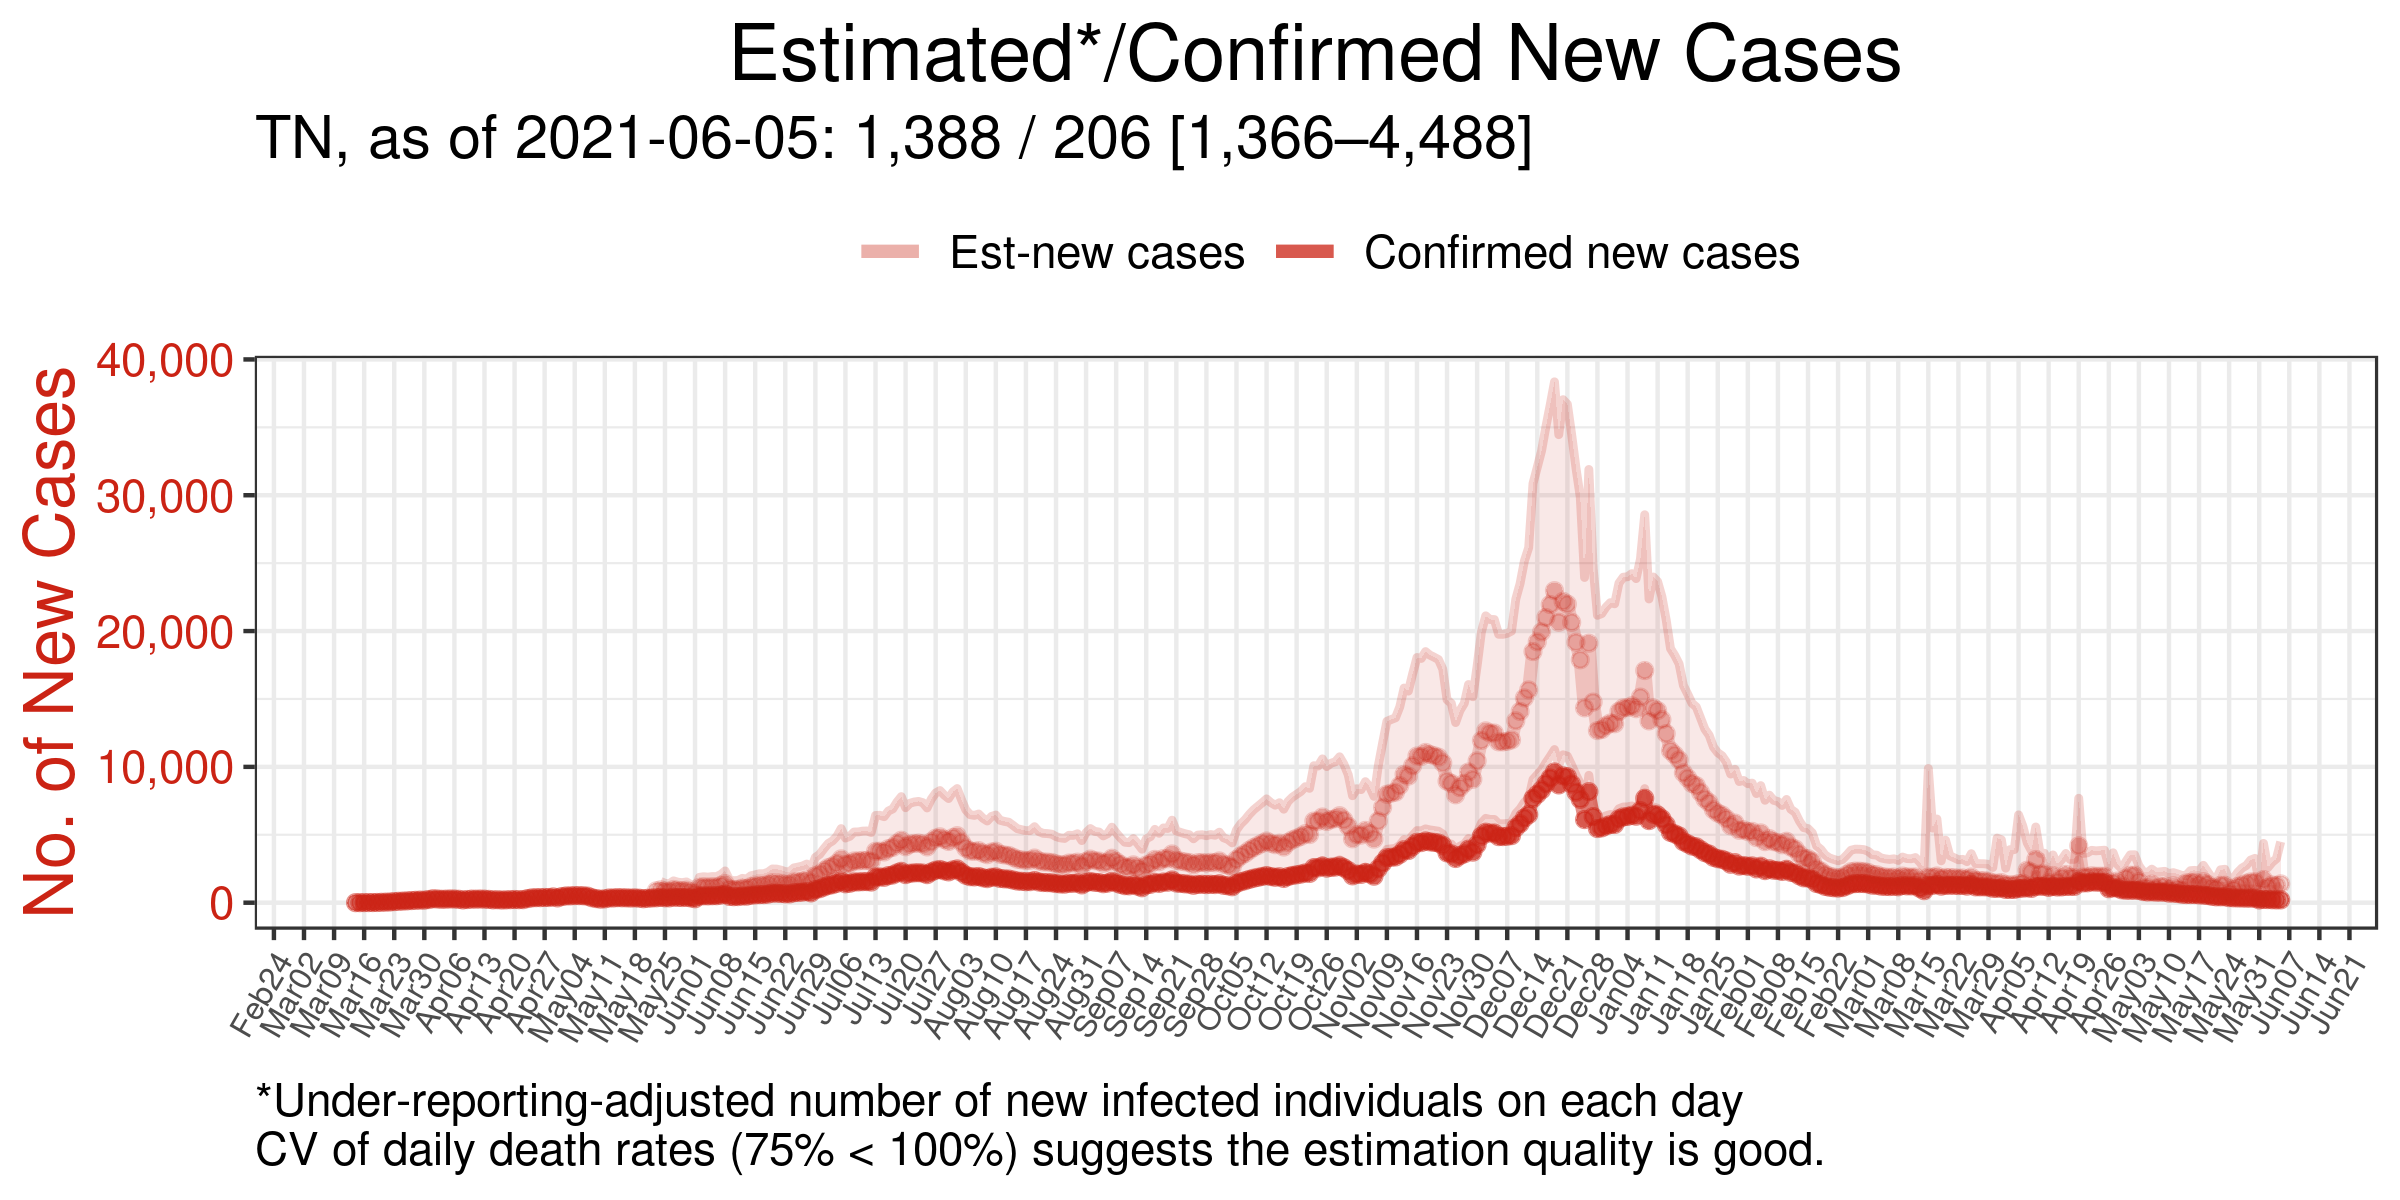 Estimated*/Confirmed New Cases
TN, as of 2021-06-05: 1,388 / 206 [1,366–4,488]
Est-new cases Confirmed new cases
No. of New Cases
40,000
30,000
20,000
10,000
0
Feb24 Mar02 Mar09 Mar16 Mar23 Mar30 Apr06 Apr13 Apr20 Apr27 May04 May11 May18 May25 Jun01 Jun08 Jun15 Jun22 Jun29 Jul06 Jul13 Jul20 Jul27 Aug03 Aug10 Aug17 Aug24 Aug31 Sep07 Sep14 Sep21 Sep28 Oct05 Oct12 Oct19 Oct26 Nov02 Nov09 Nov16 Nov23 Nov30 Dec07 Dec14 Dec21 Dec28 Jan04 Jan11 Jan18 Jan25 Feb01 Feb08 Feb15 Feb22 Mar01 Mar08 Mar15 Mar22 Mar29 Apr05 Apr12 Apr19 Apr26 May03 May10 May17 May24 May31 Jun07 Jun14 Jun21
*Under-reporting-adjusted number of new infected individuals on each day
CV of daily death rates (75% < 100%) suggests the estimation quality is good.